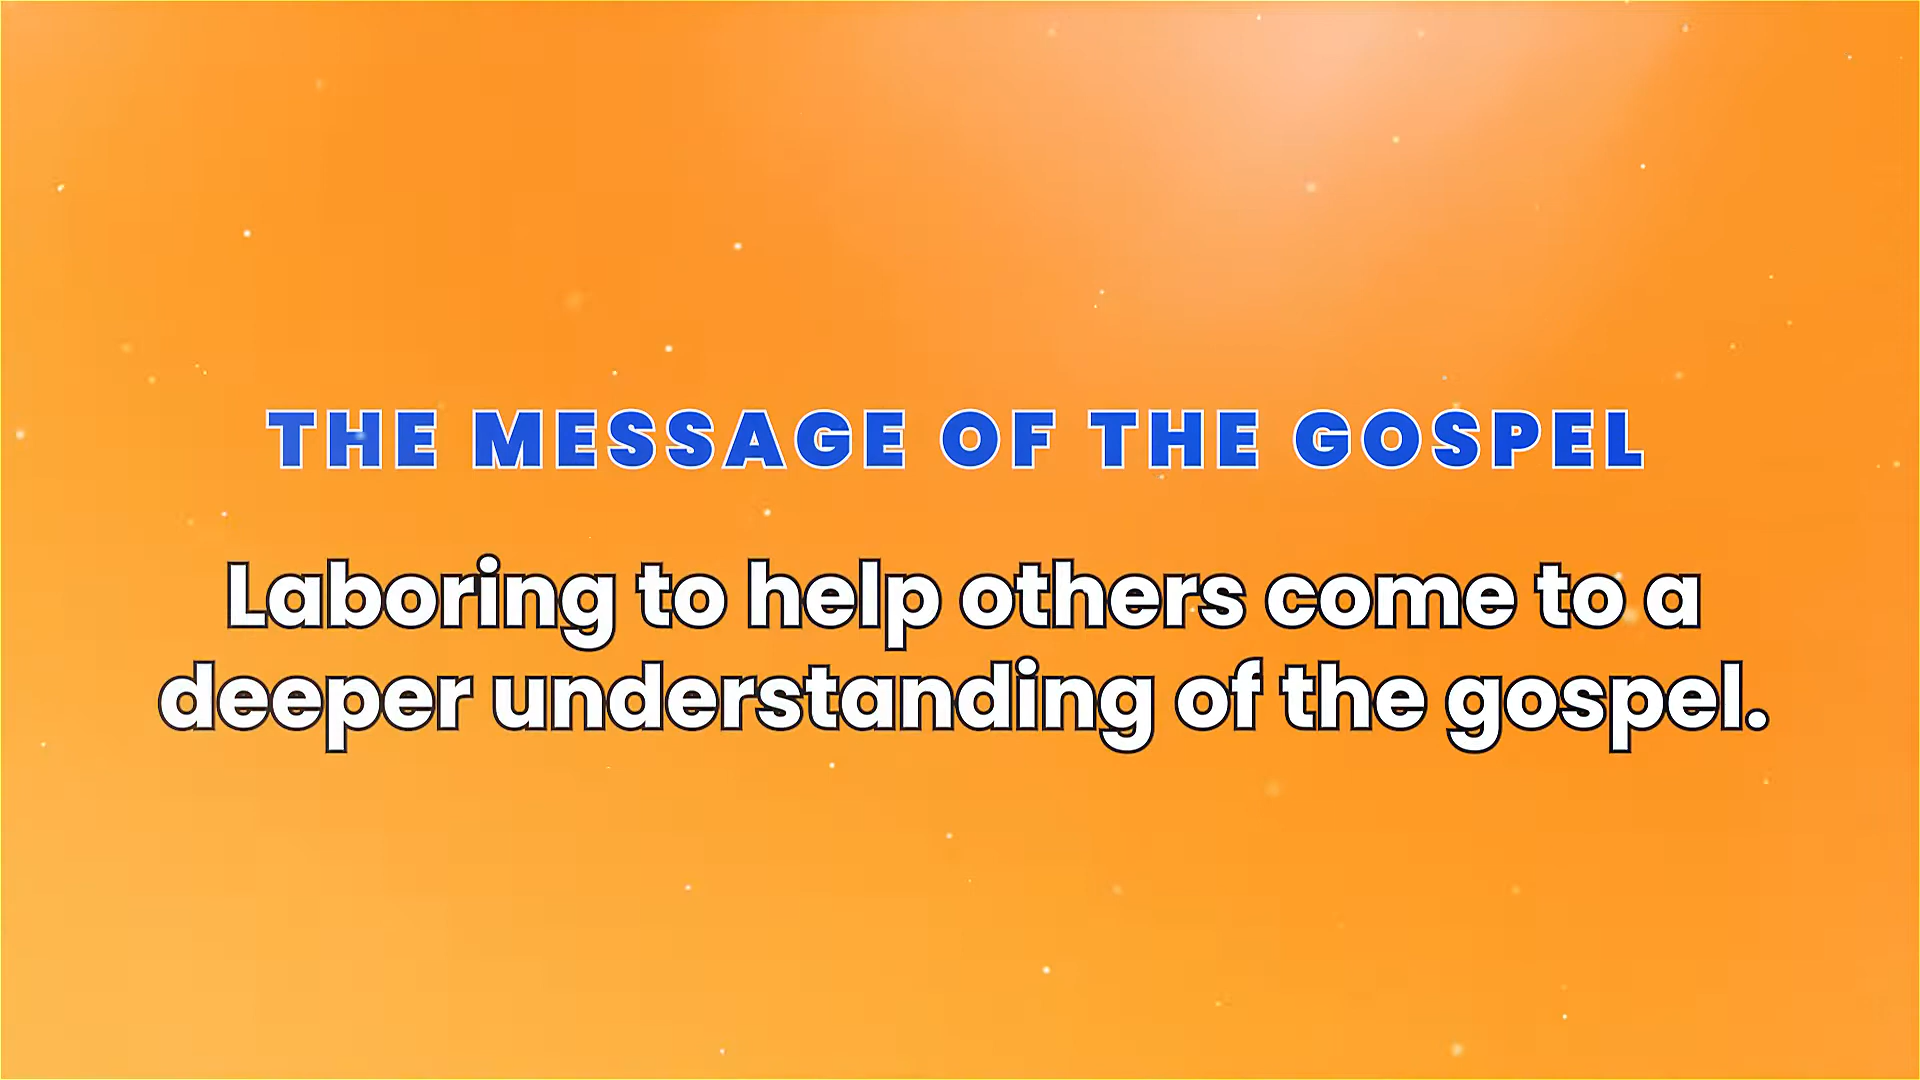 THE MESSAGE OF THE GOSPEL
Laboring to help others come to a
deeper understanding of the gospel.